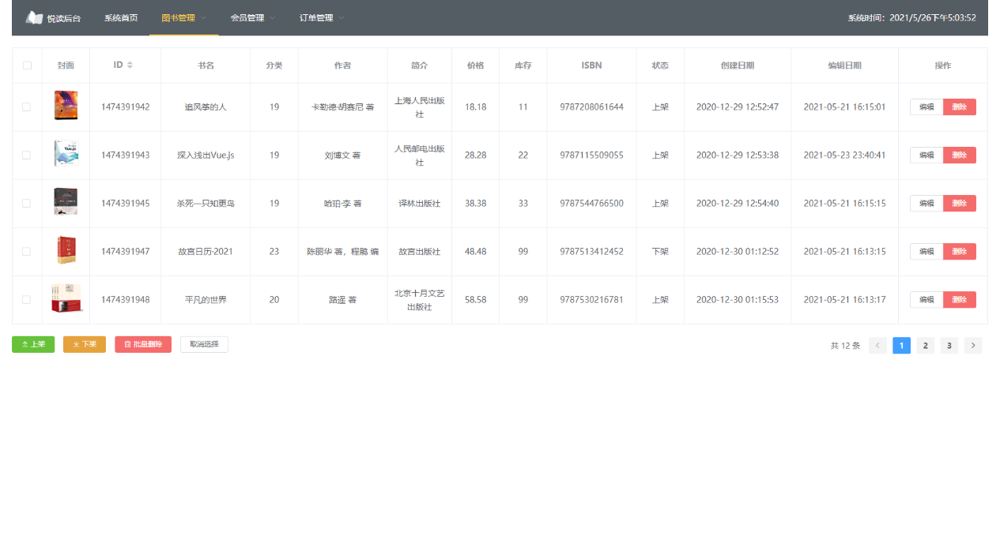 悦读后台 系统首页 图书管理 会员管理 订单管理 系统时间：2021/5/26下午5:03:52
封面 ID 书名 分类 作者 简介 价格 库存 ISBN 状态 创建日期 编辑日期 操作
1474391942 追风筝的人 19 卡勒德·胡赛尼 著 上海人民出版社 18.18 11 9787208061644 上架 2020-12-29 12:52:47 2021-05-21 16:15:01 编辑 删除
Vue.js
1474391943 深入浅出Vue.js 19 刘博文 著 人民邮电出版社 28.28 22 9787115509055 上架 2020-12-29 12:53:38 2021-05-23 23:40:41 编辑 删除
1474391945 杀死一只知更鸟 19 哈珀·李 著 译林出版社 38.38 33 9787544766500 上架 2020-12-29 12:54:40 2021-05-21 16:15:15 编辑 删除
1474391947 故宫日历·2021 23 陈丽华 著，程鹃 编 故宫出版社 48.48 99 9787513412452 下架 2020-12-30 01:12:52 2021-05-21 16:13:15 编辑 删除
1474391948 平凡的世界 20 路遥 著 北京十月文艺出版社 58.58 99 9787530216781 上架 2020-12-30 01:15:53 2021-05-21 16:13:17 编辑 删除
上架 下架 批量删除 取消选择 共 12 条 1 2 3